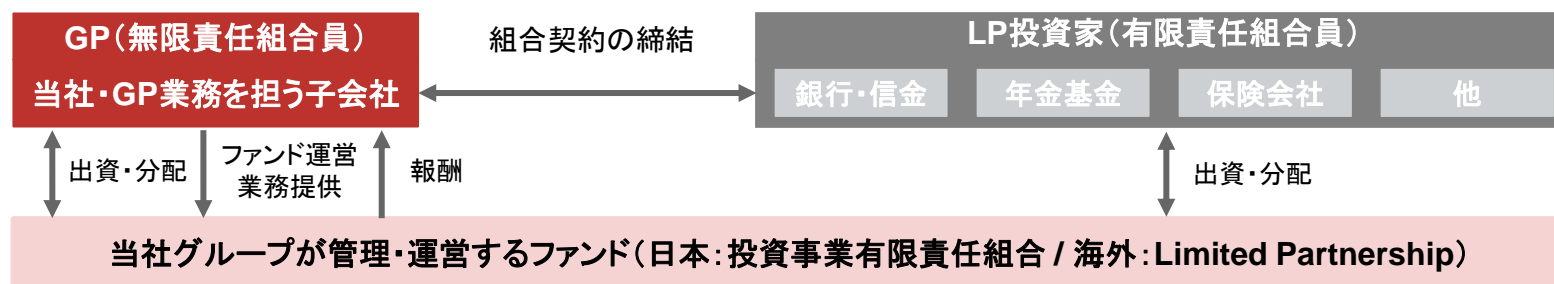 GP（無限責任組合員）
当社・GP業務を担う子会社
組合契約の締結
LP投資家（有限責任組合員）
銀行・信金
年金基金
保険会社
他
出資・分配
ファンド運営
業務提供
報酬
出資・分配
当社グループが管理・運営するファンド（日本：投資事業有限責任組合 / 海外：Limited Partnership）